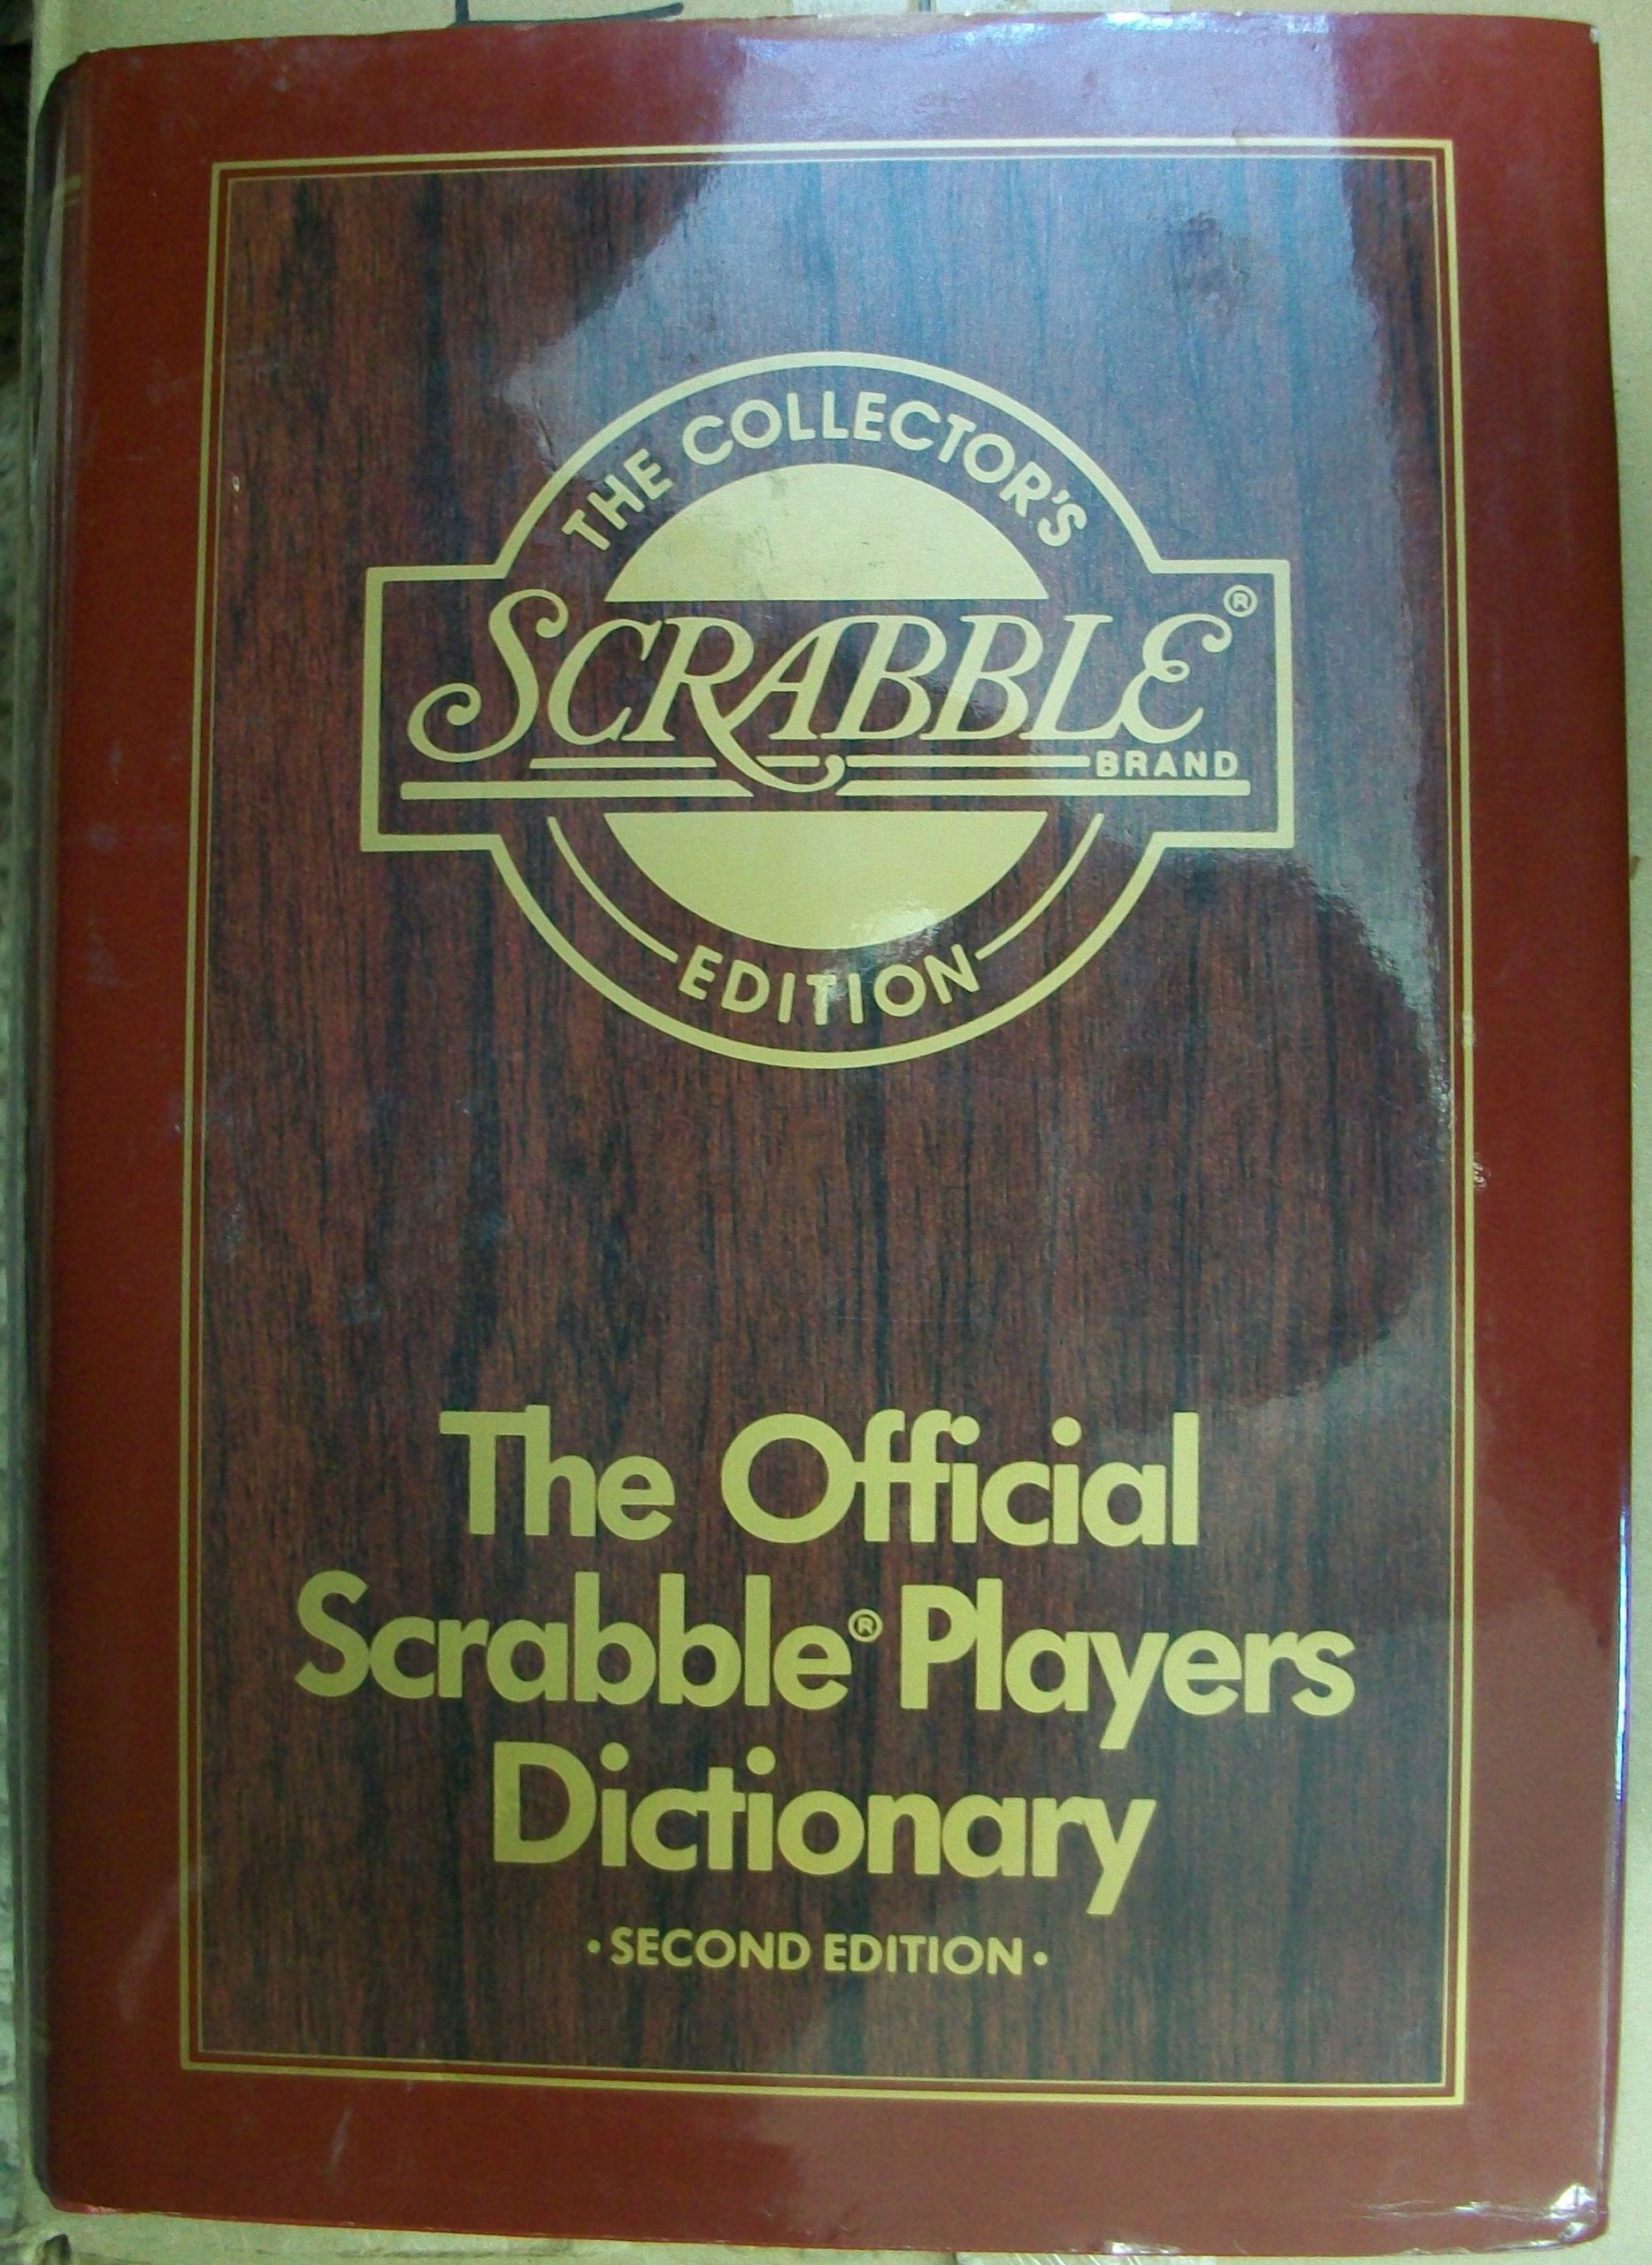 THE COLLECTOR'S
SCRABBLE®
BRAND
EDITION
The Official
Scrabble® Players
Dictionary
· SECOND EDITION ·